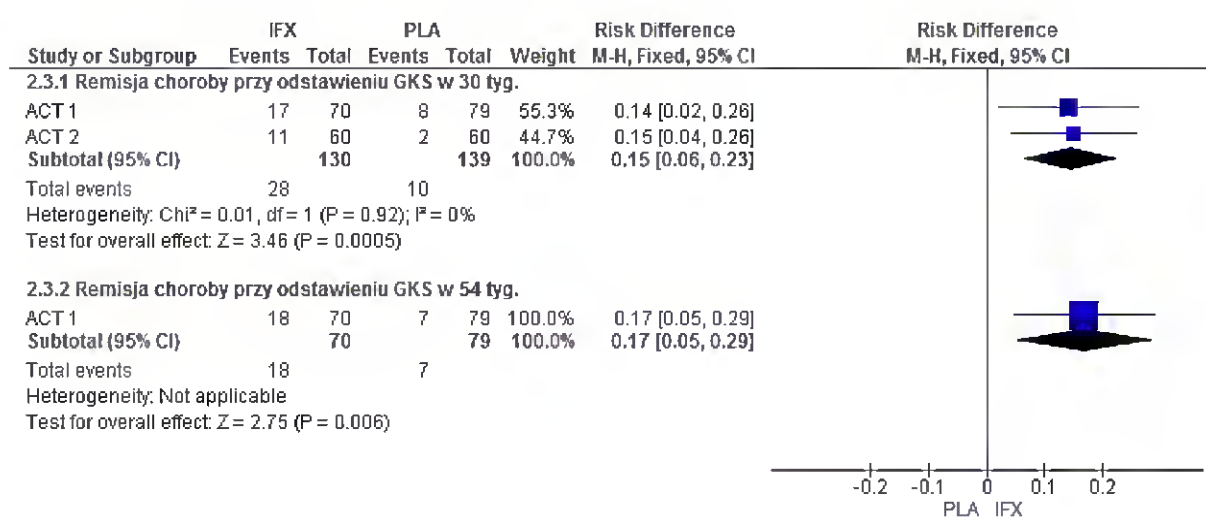 IFX PLA Risk Difference Risk Difference
Study or Subgroup Events Total Events Total Weight M-H, Fixed, 95% CI M-H, Fixed, 95% CI
2.3.1 Remisja choroby przy odstawieniu GKS w 30 tyg.
ACT 1 17 70 8 79 55.3% 0.14 [0.02, 0.26]
ACT 2 11 60 2 60 44.7% 0.15 [0.04, 0.26]
Subtotal (95% CI) 130 139 100.0% 0.15 [0.06, 0.23]
Total events 28 10
Heterogeneity: Chi² = 0.01, df = 1 (P = 0.92); I² = 0%
Test for overall effect: Z = 3.46 (P = 0.0005)
2.3.2 Remisja choroby przy odstawieniu GKS w 54 tyg.
ACT 1 18 70 7 79 100.0% 0.17 [0.05, 0.29]
Subtotal (95% CI) 70 79 100.0% 0.17 [0.05, 0.29]
Total events 18 7
Heterogeneity: Not applicable
Test for overall effect: Z = 2.75 (P = 0.006)
-0.2 -0.1 0 0.1 0.2
PLA IFX